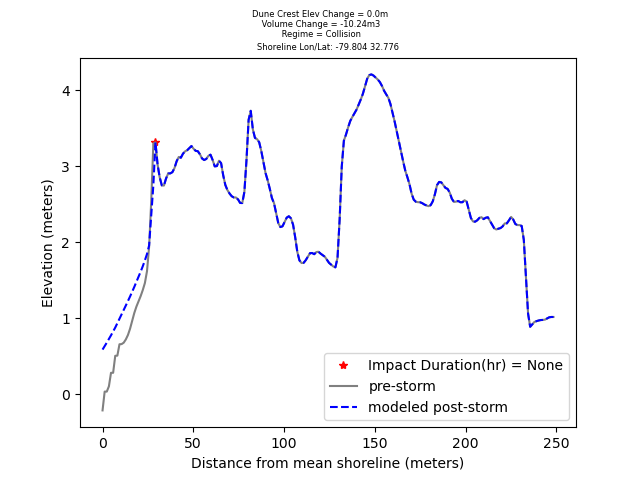 Dune Crest Elev Change = 0.0m
Volume Change = -10.24m3
Regime = Collision
Shoreline Lon/Lat: -79.804 32.776
4
3
2
1
0
Elevation (meters)
Impact Duration(hr) = None
pre-storm
modeled post-storm
0 50 100 150 200 250
Distance from mean shoreline (meters)